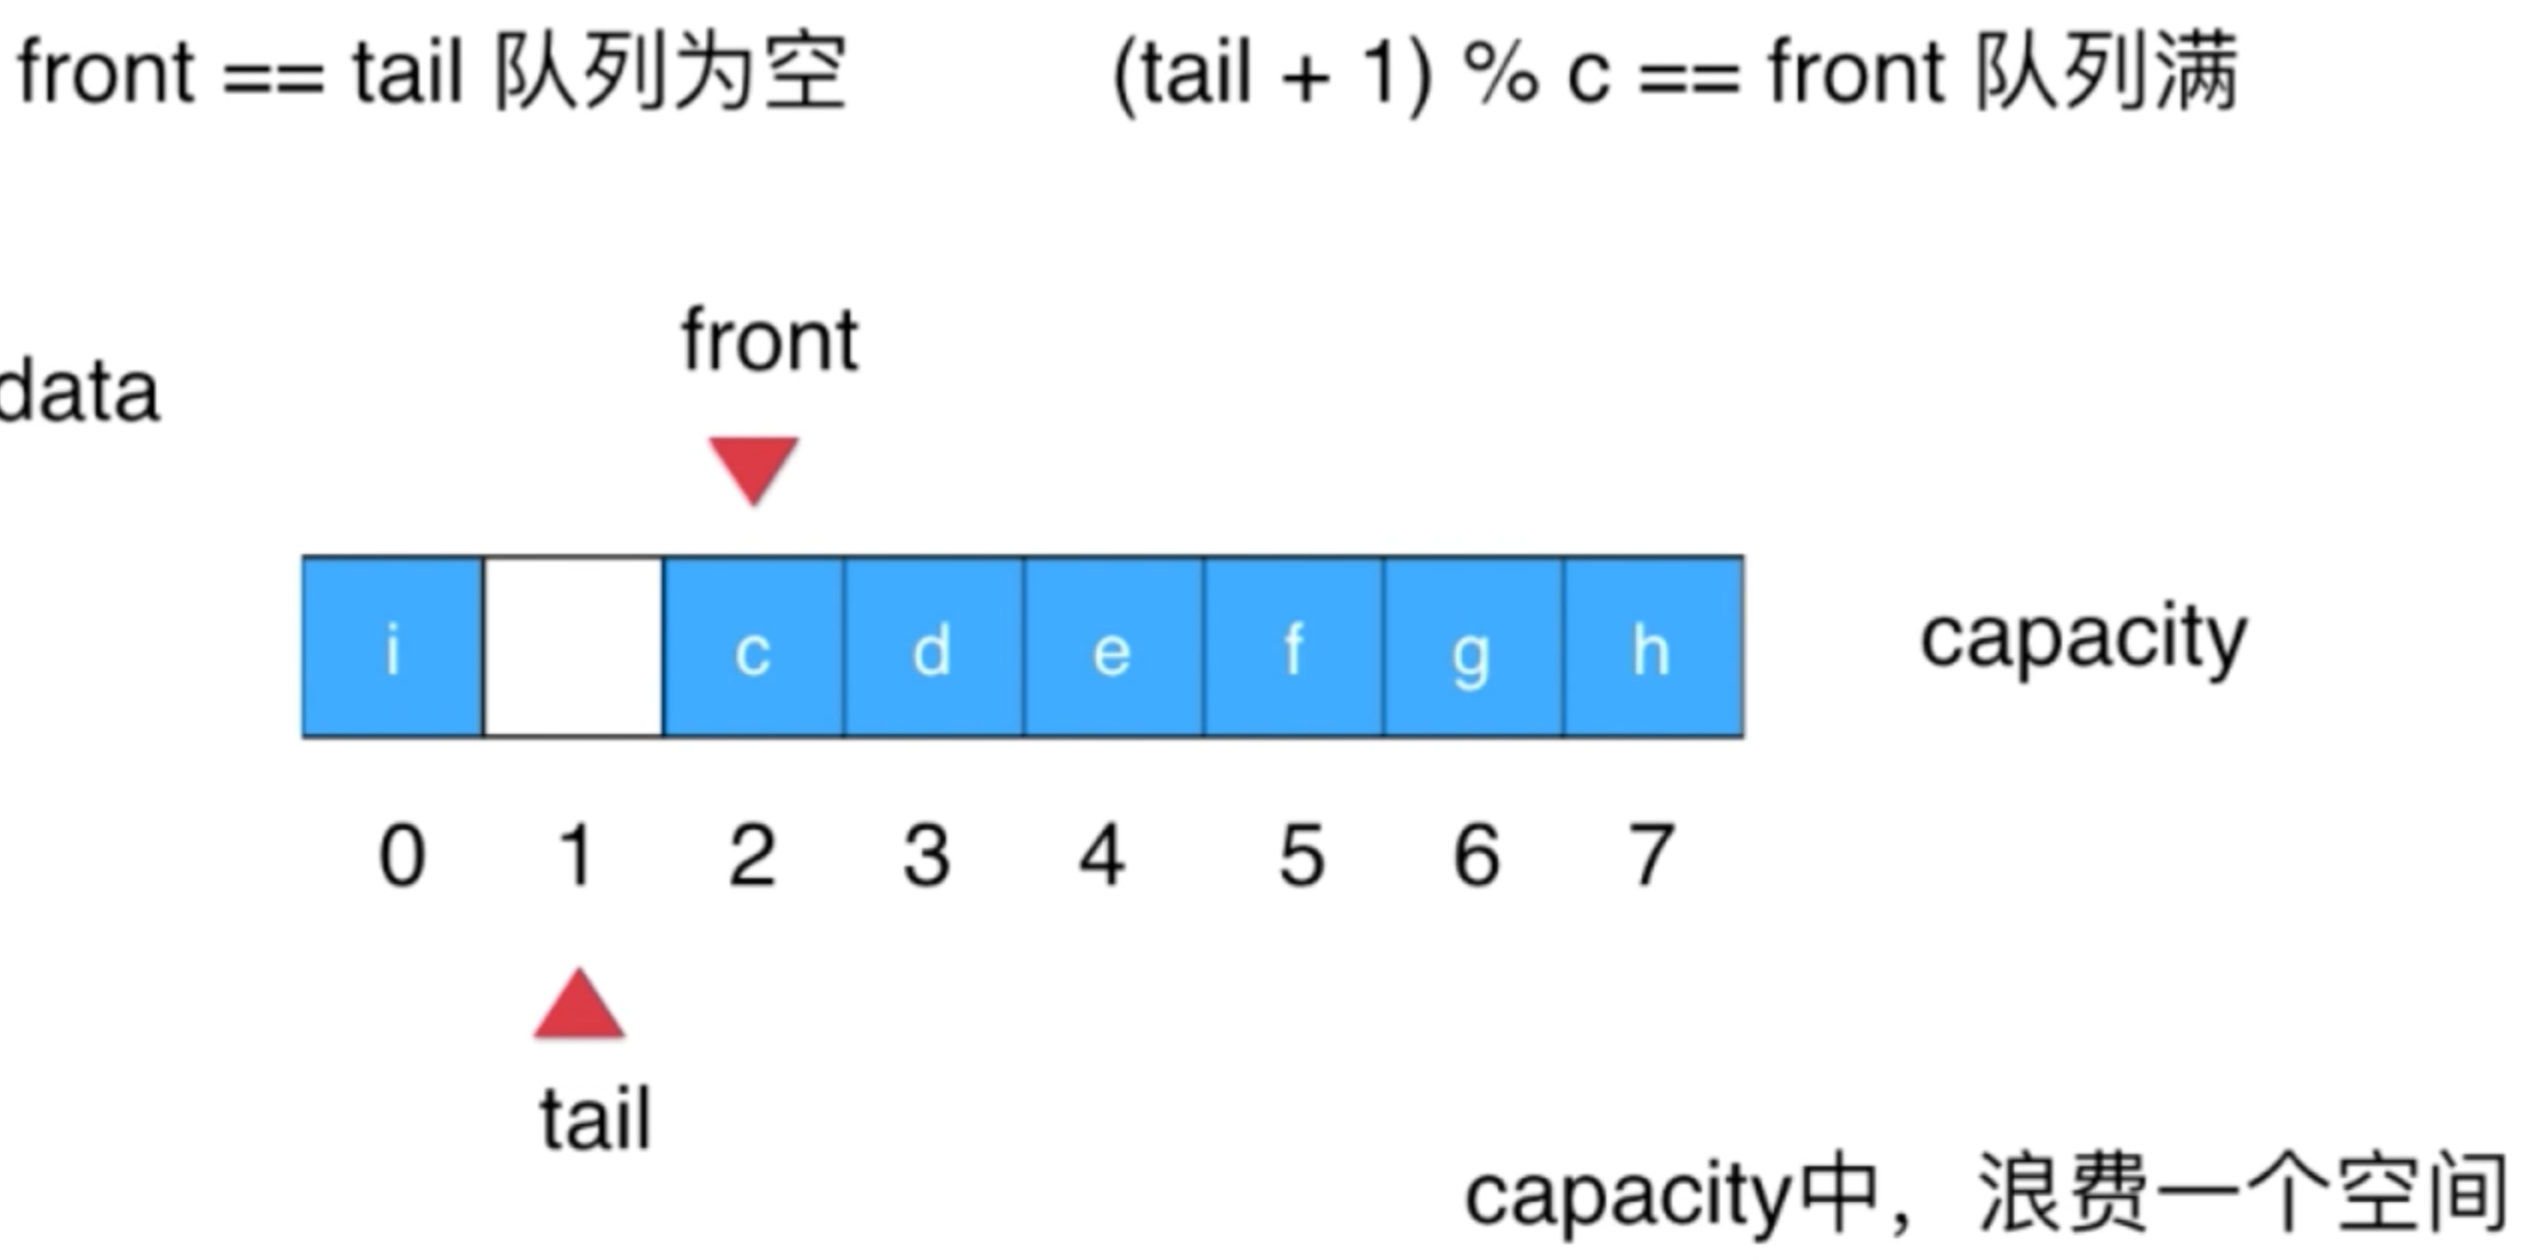 front == tail 队列为空 (tail + 1) % c == front 队列满
front
data
i c d e f g h
capacity
0 1 2 3 4 5 6 7
tail
capacity中，浪费一个空间